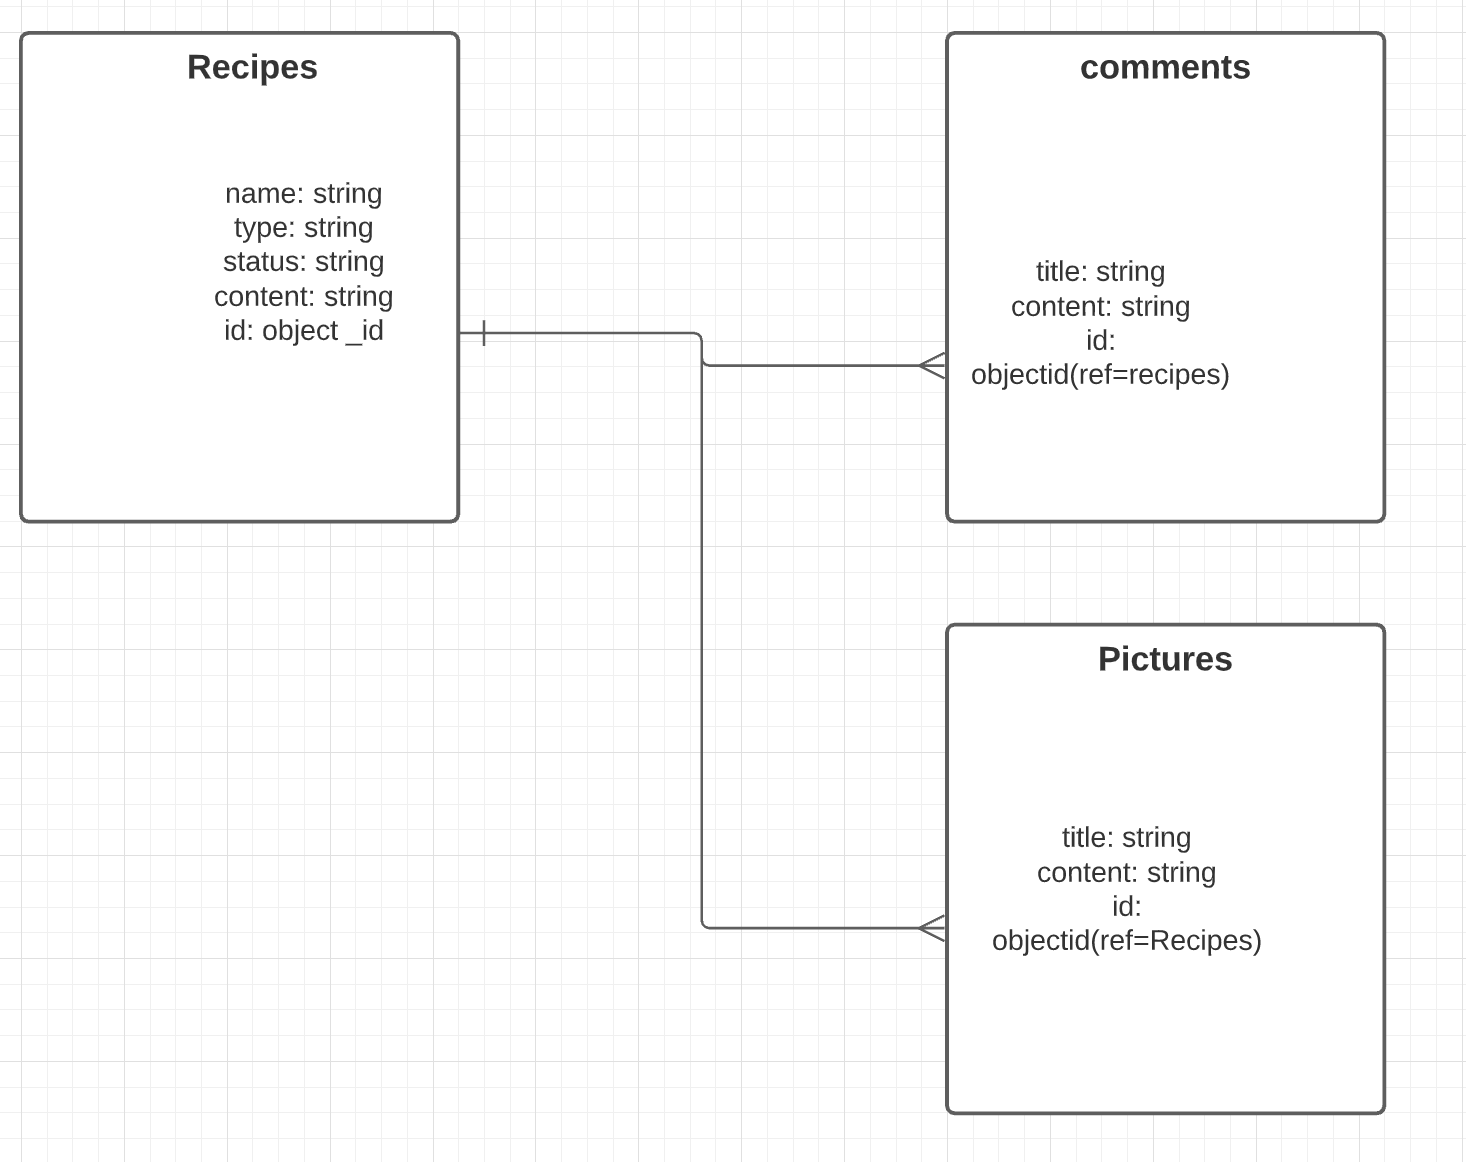 Recipes
name: string
type: string
status: string
content: string
id: object _id
comments
title: string
content: string
id:
objectid(ref=recipes)
Pictures
title: string
content: string
id:
objectid(ref=Recipes)